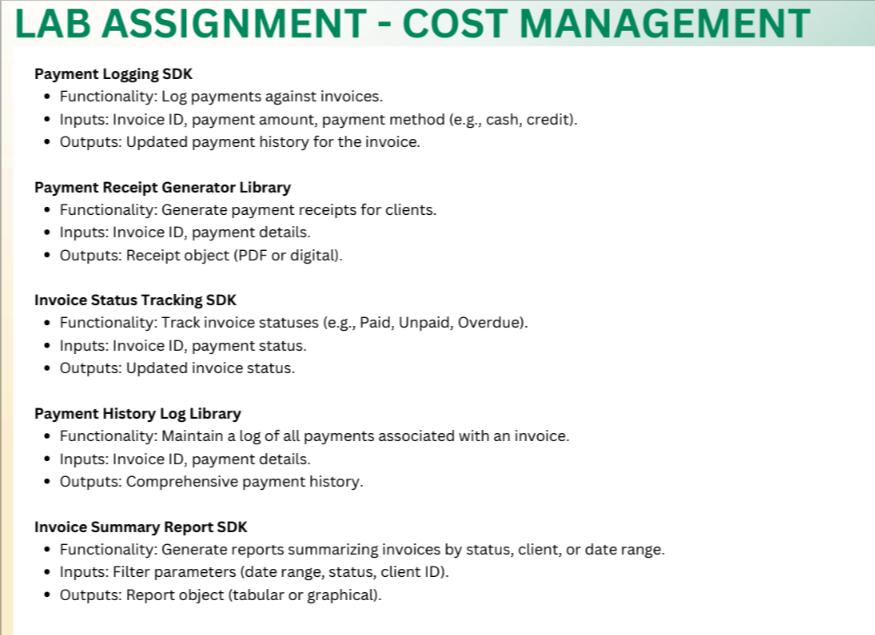 LAB ASSIGNMENT - COST MANAGEMENT
Payment Logging SDK
• Functionality: Log payments against invoices.
• Inputs: Invoice ID, payment amount, payment method (e.g., cash, credit).
• Outputs: Updated payment history for the invoice.
Payment Receipt Generator Library
• Functionality: Generate payment receipts for clients.
• Inputs: Invoice ID, payment details.
• Outputs: Receipt object (PDF or digital).
Invoice Status Tracking SDK
• Functionality: Track invoice statuses (e.g., Paid, Unpaid, Overdue).
• Inputs: Invoice ID, payment status.
• Outputs: Updated invoice status.
Payment History Log Library
• Functionality: Maintain a log of all payments associated with an invoice.
• Inputs: Invoice ID, payment details.
• Outputs: Comprehensive payment history.
Invoice Summary Report SDK
• Functionality: Generate reports summarizing invoices by status, client, or date range.
• Inputs: Filter parameters (date range, status, client ID).
• Outputs: Report object (tabular or graphical).